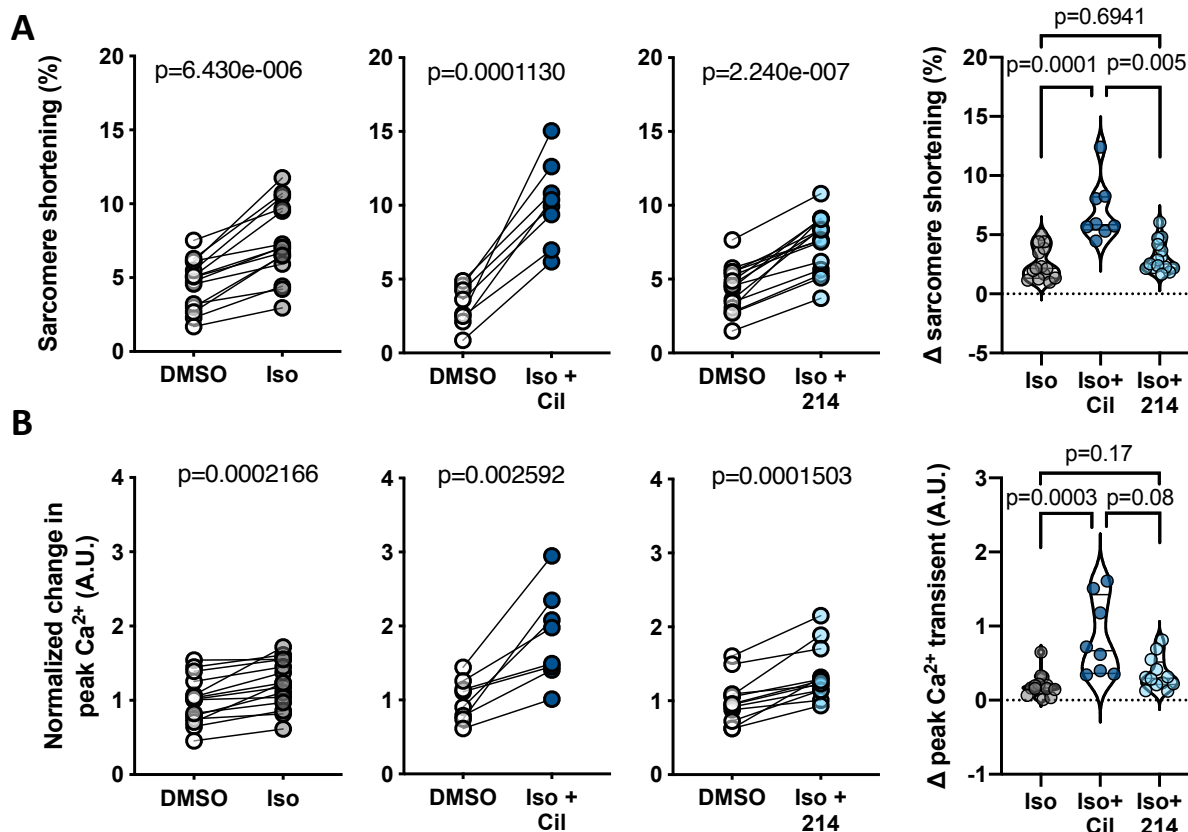 A
Sarcomere shortening (%)
20
15
10
5
0
p=6.430e-006
DMSO
Iso
20
15
10
5
0
p=0.0001130
DMSO
Iso +
Cil
20
15
10
5
0
p=2.240e-007
DMSO
Iso +
214
Δ sarcomere shortening (%)
20
15
10
5
0
-5
p=0.6941
p=0.0001
p=0.005
Iso
Iso+
Cil
Iso+
214
B
Normalized change in
peak Ca²⁺ (A.U.)
4
3
2
1
0
p=0.0002166
DMSO
Iso
4
3
2
1
0
p=0.002592
DMSO
Iso +
Cil
4
3
2
1
0
p=0.0001503
DMSO
Iso +
214
Δ peak Ca²⁺ transisent (A.U.)
3
2
1
0
-1
p=0.17
p=0.0003
p=0.08
Iso
Iso+
Cil
Iso+
214